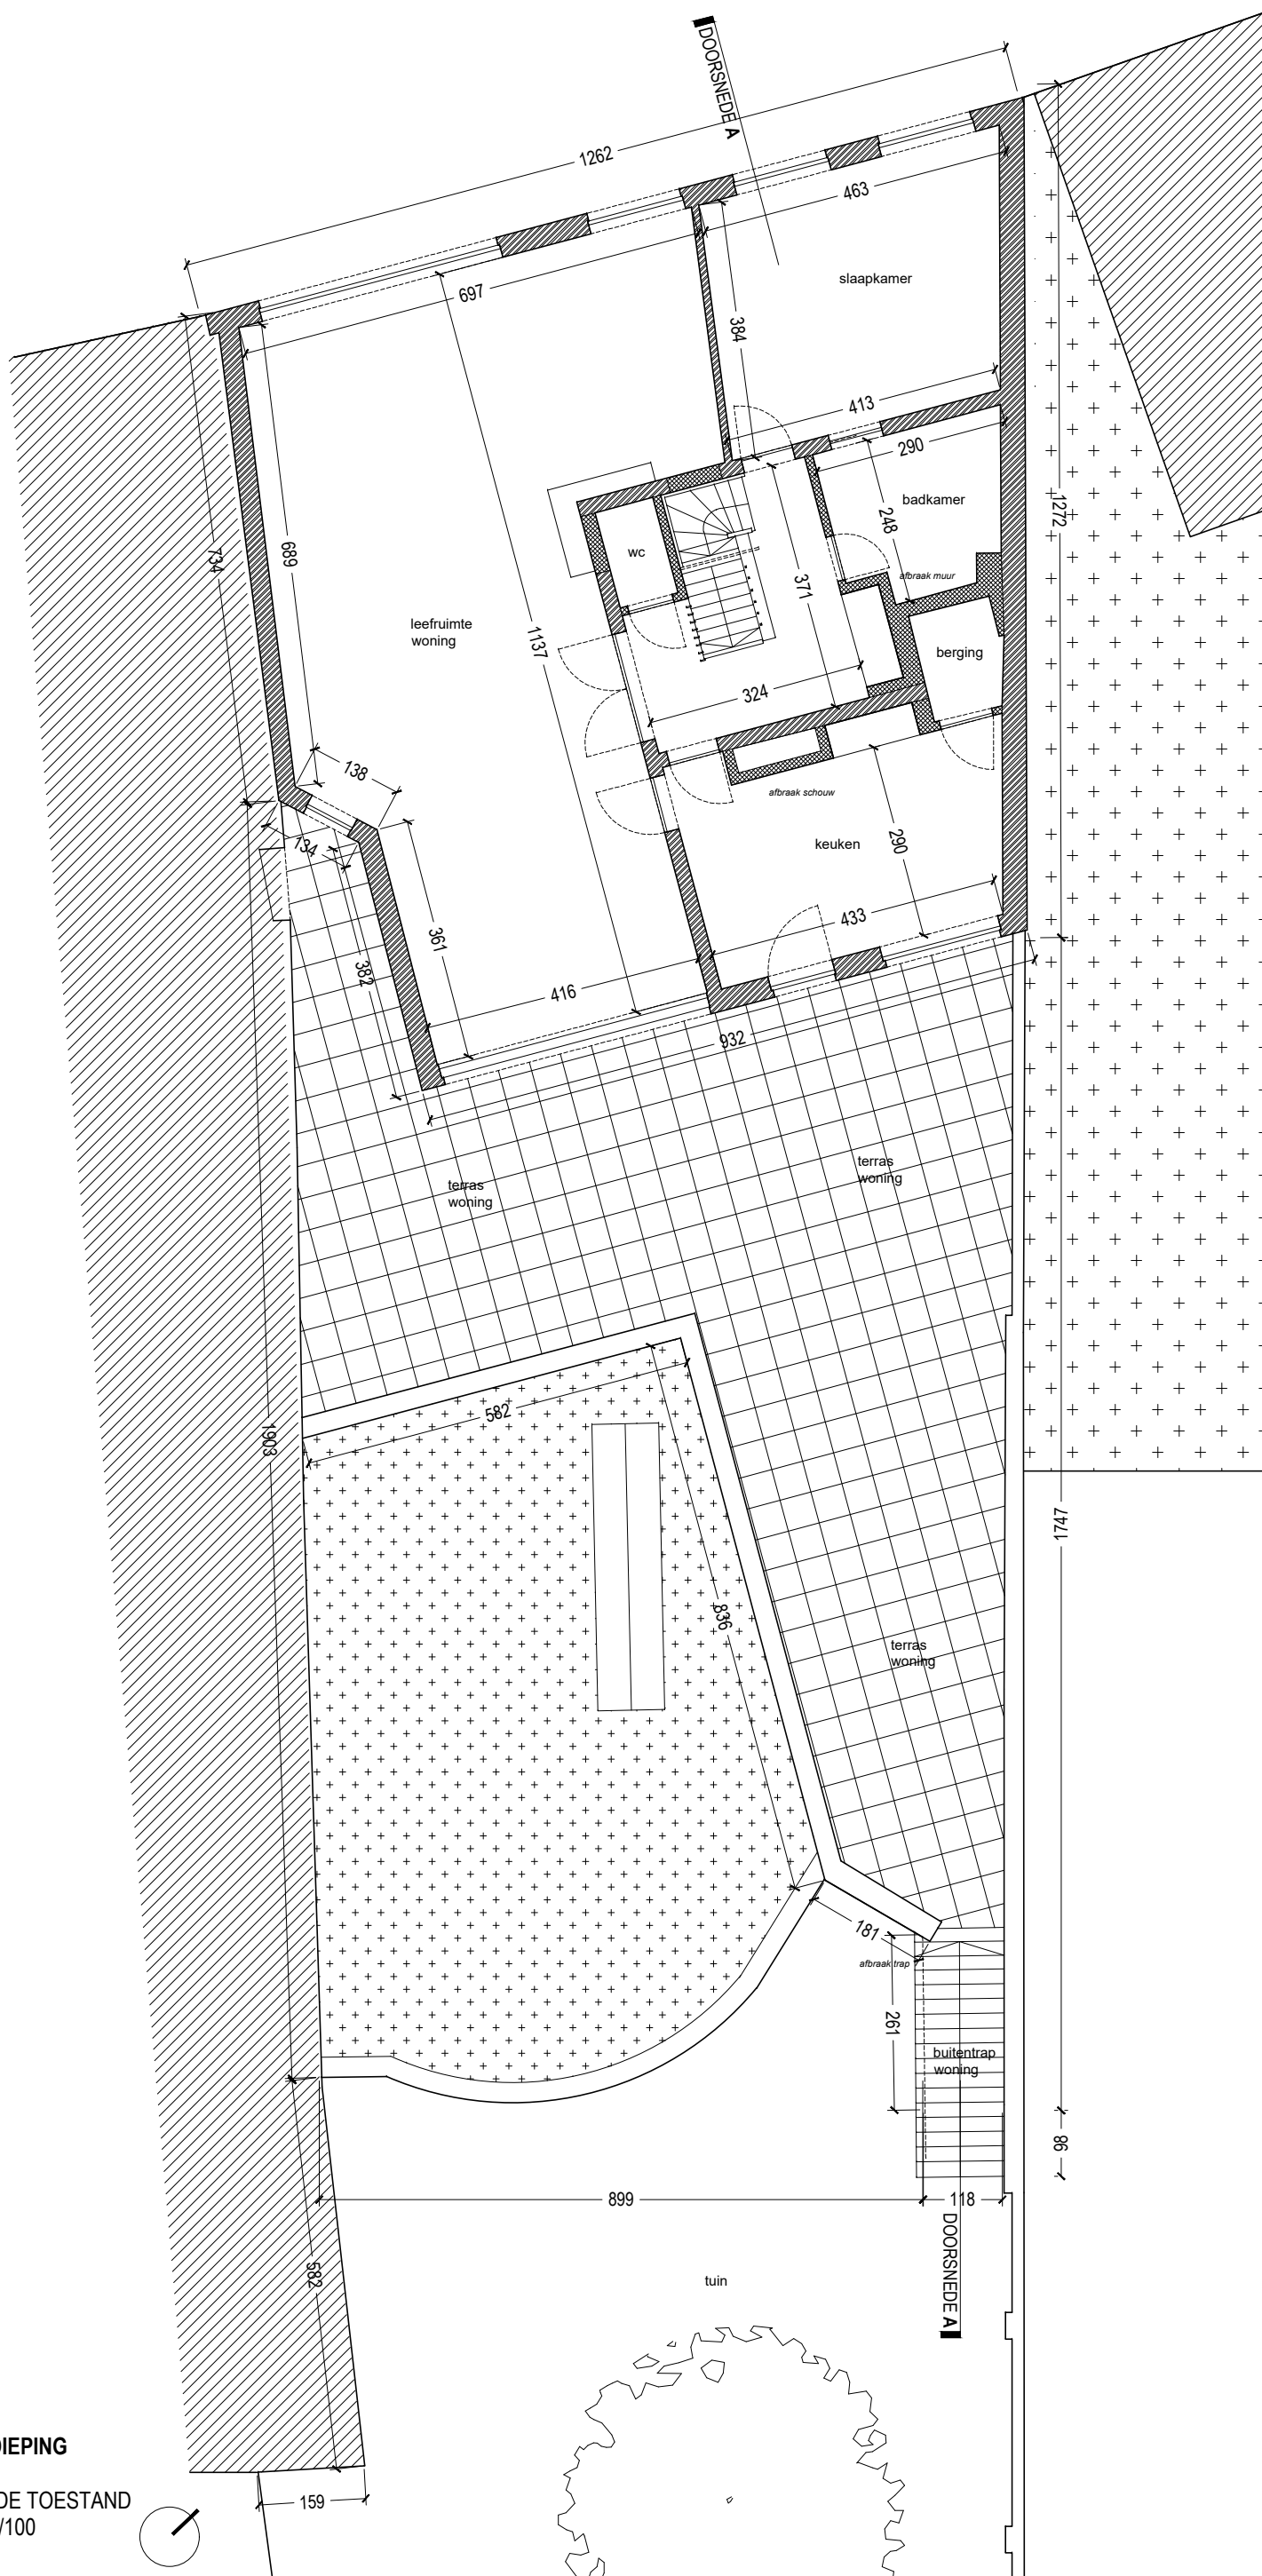 DOORSNEDE A
1262
463
697
slaapkamer
384
413
290
badkamer
1272
248
734
689
wc
afbraak muur
371
leefruimte
woning
1137
berging
324
138
afbraak schouw
134
keuken
290
433
361
382
416
932
terras
woning
terras
woning
582
1903
1747
836
terras
woning
181
afbraak trap
261
buitentrap
woning
86
899
118
DOORSNEDE A
582
tuin
DIEPING
DE TOESTAND
/100
159